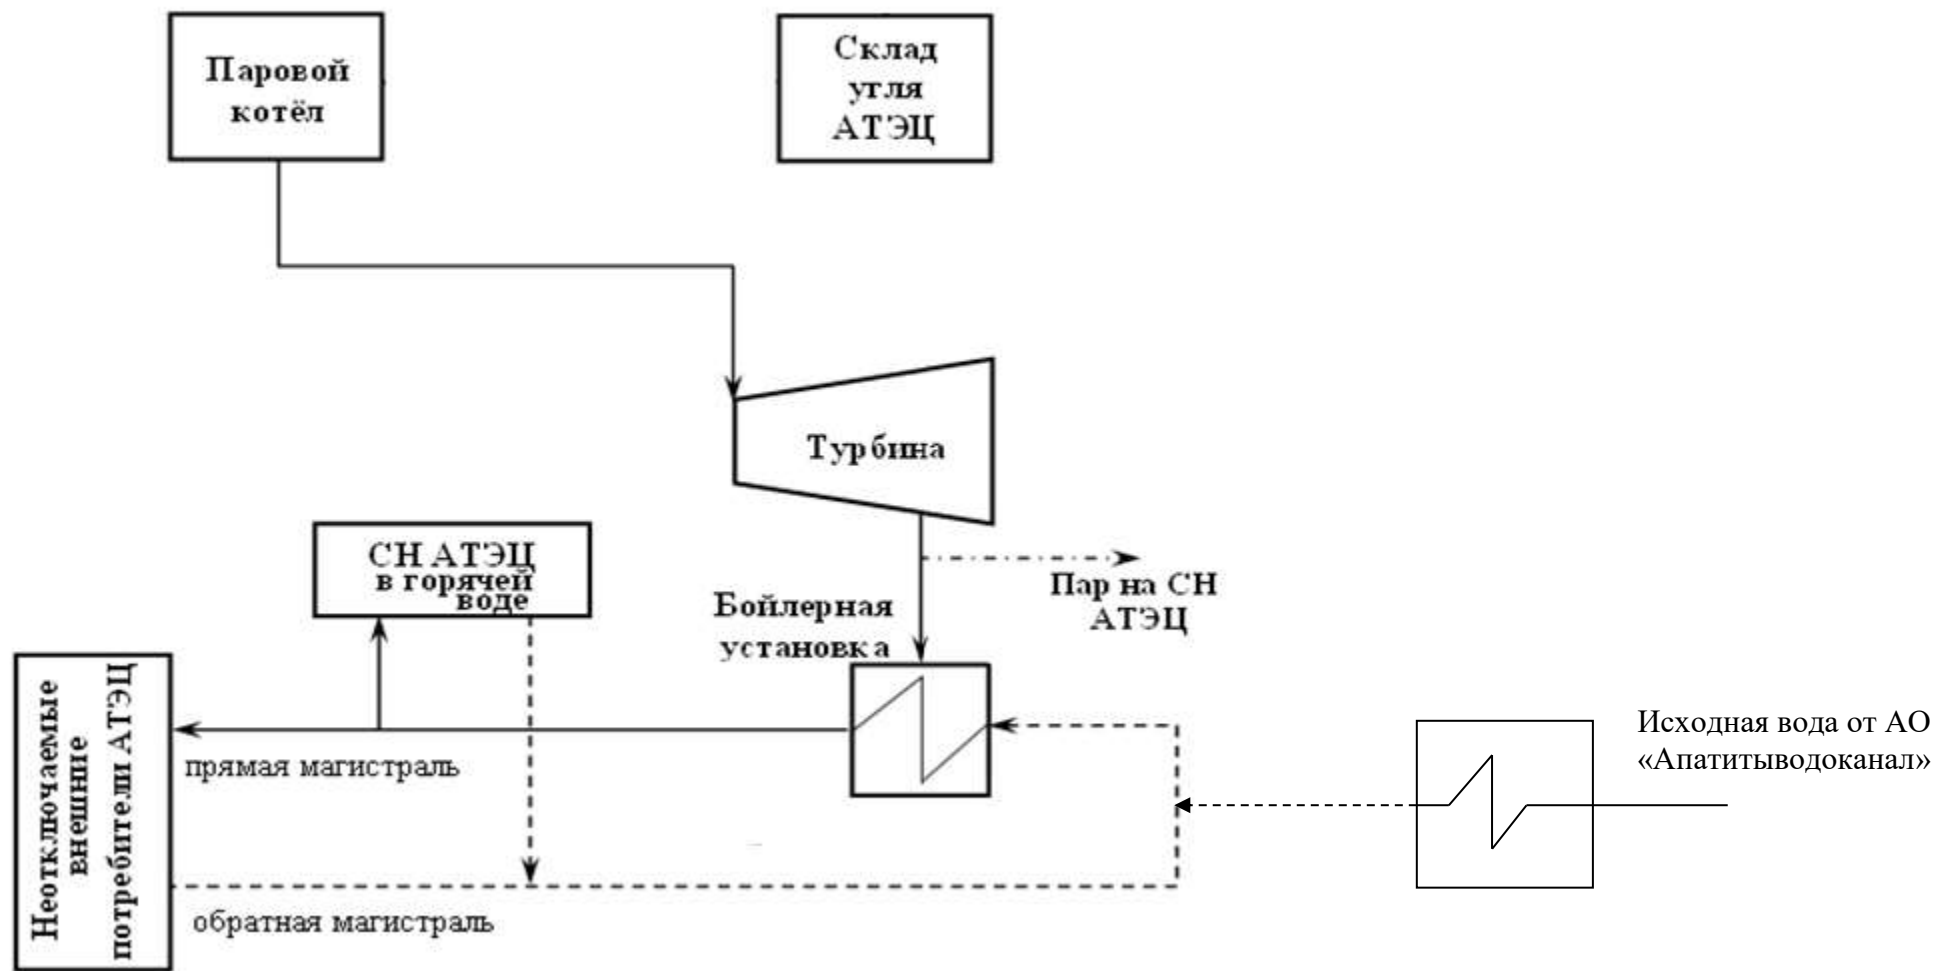 Паровой
котёл
Склад
угля
АТЭЦ
Турбина
СН АТЭЦ
в горячей
воде
Пар на СН
АТЭЦ
Бойлерная
установка
Неотключаемые
внешние
потребители АТЭЦ
прямая магистраль
Исходная вода от АО
«Апатитыводоканал»
обратная магистраль